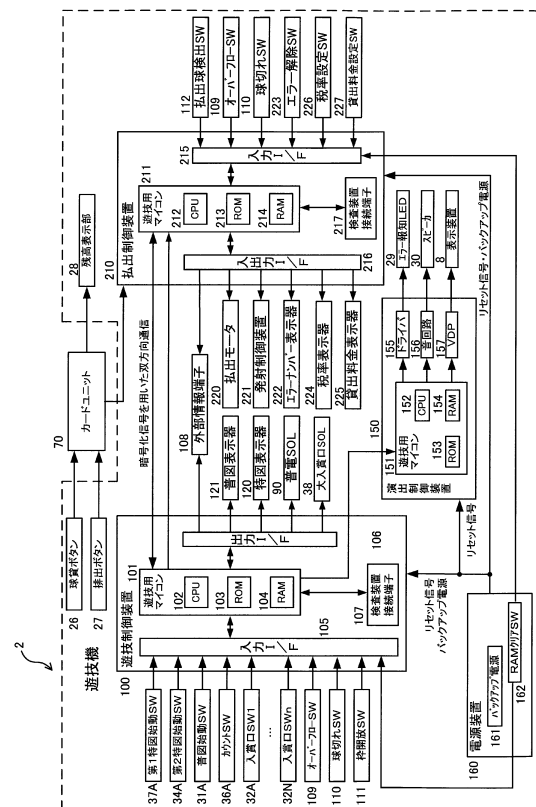 2
遊技機
26
球貸ボタン
27
排出ボタン
70
カードユニット
28
残高表示部
100
遊技制御装置
37A
第1特図始動SW
34A
第2特図始動SW
31A
普図始動SW
36A
カウントSW
32A
入賞口SW1
…
32N
入賞口SWn
109
オーバーフローSW
110
球切れSW
111
枠開放SW
入力I/F
105
101
遊技用マイコン
102
CPU
103
ROM
104
RAM
107
検査装置接続端子
出力I/F
106
暗号化信号を用いた双方向通信
108
外部情報端子
121
普図表示器
120
特図表示器
90
普電SOL
38
大入賞口SOL
210
払出制御装置
211
遊技用マイコン
212
CPU
213
ROM
214
RAM
215
入力I/F
入出力I/F
216
217
検査装置接続端子
112
払出球検出SW
109
オーバーフローSW
110
球切れSW
223
エラー解除SW
226
税率設定SW
227
貸出料金設定SW
220
払出モータ
221
発射制御装置
222
エラーナンバー表示器
224
税率表示器
225
貸出料金表示器
150
演出制御装置
151
遊技用マイコン
152
CPU
153
ROM
154
RAM
155
ドライバ
156
音回路
157
VDP
29
エラー報知LED
30
スピーカ
8
表示装置
リセット信号・バックアップ電源
リセット信号
リセット信号
バックアップ電源
160
電源装置
161
バックアップ電源
RAMクリアSW
162